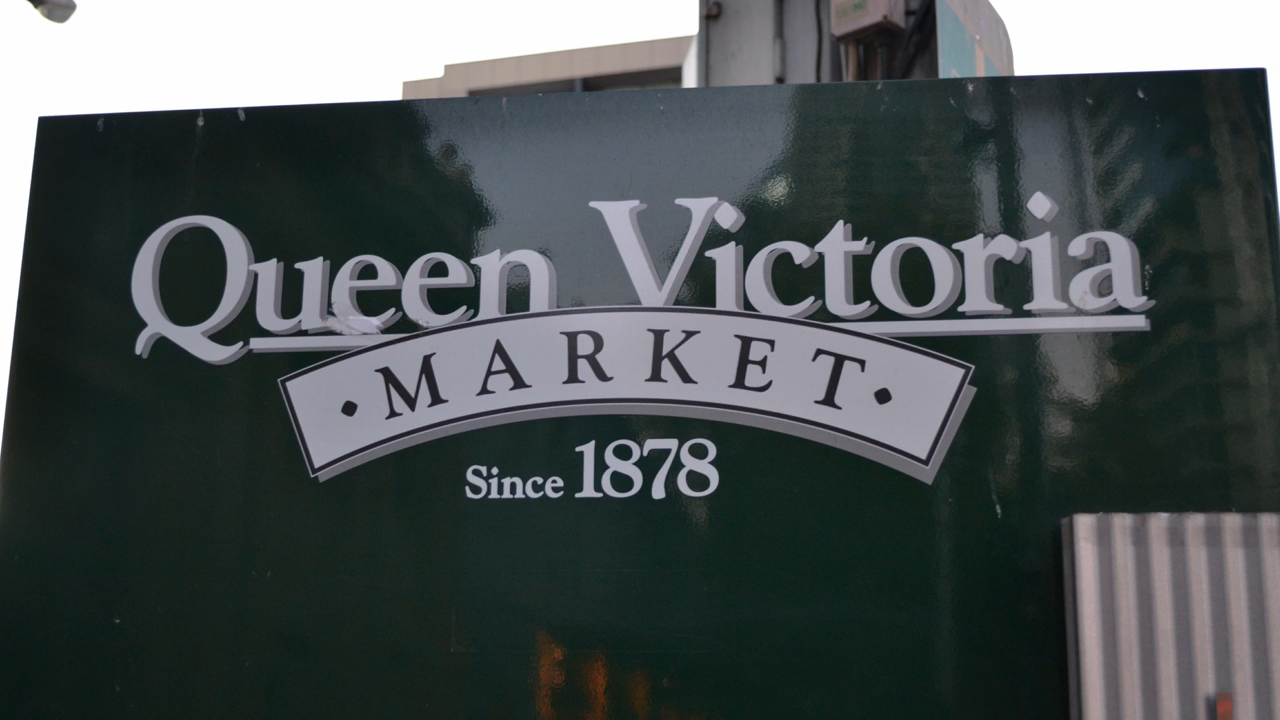 Queen Victoria
• MARKET •
Since 1878